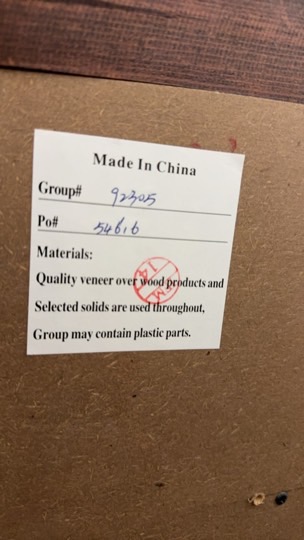 Made In China
Group# 92305
Po# 54616
Materials:
Quality veneer over wood products and
Selected solids are used throughout,
Group may contain plastic parts.